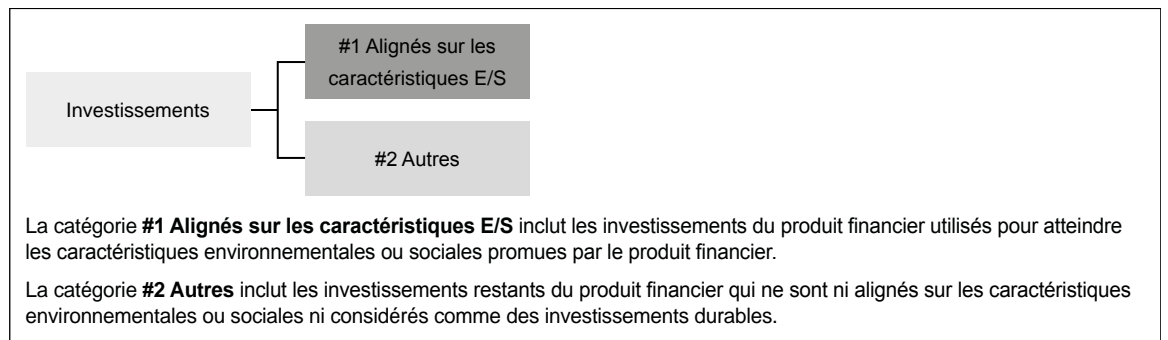 #1 Alignés sur les
caractéristiques E/S
Investissements
#2 Autres
La catégorie #1 Alignés sur les caractéristiques E/S inclut les investissements du produit financier utilisés pour atteindre
les caractéristiques environnementales ou sociales promues par le produit financier.
La catégorie #2 Autres inclut les investissements restants du produit financier qui ne sont ni alignés sur les caractéristiques
environnementales ou sociales ni considérés comme des investissements durables.